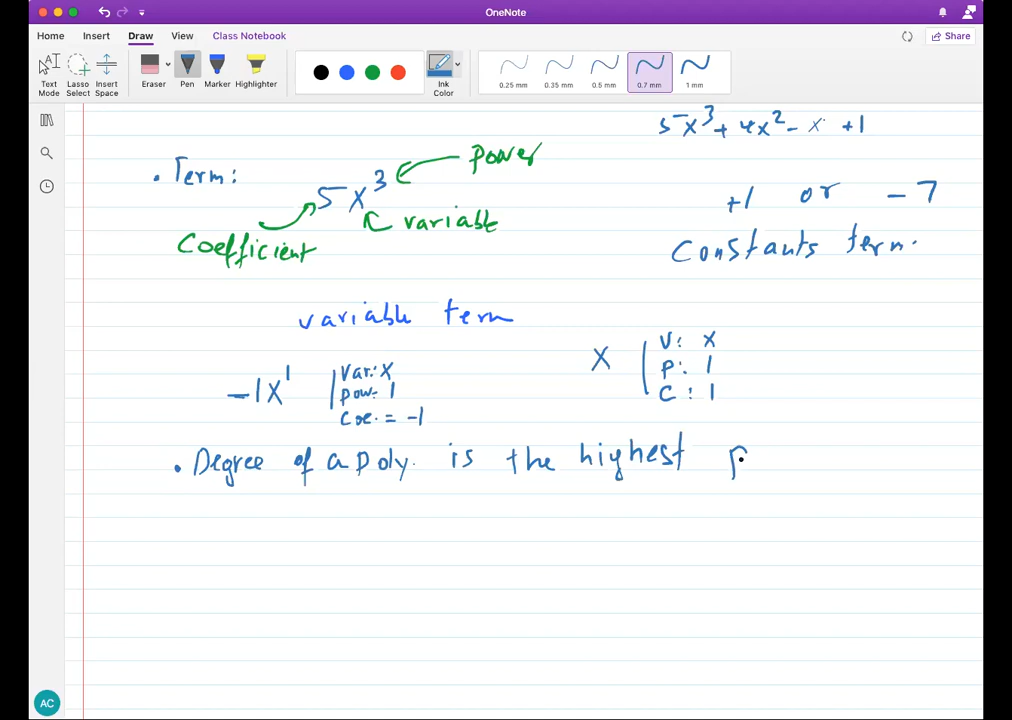 OneNote
Home Insert Draw View Class Notebook Share
Text Mode Lasso Select Insert Space Eraser Pen Marker Highlighter Ink Color 0.25 mm 0.35 mm 0.5 mm 0.7 mm 1 mm
5x³ + 4x² - x +1
• Term:
5x³
power
variable
Coefficient
+1 or -7
Constants term.
variable term
-1x¹
Var: x
pow: 1
Coe. = -1
x
V: x
P: 1
C: 1
• Degree of a poly. is the highest p
AC